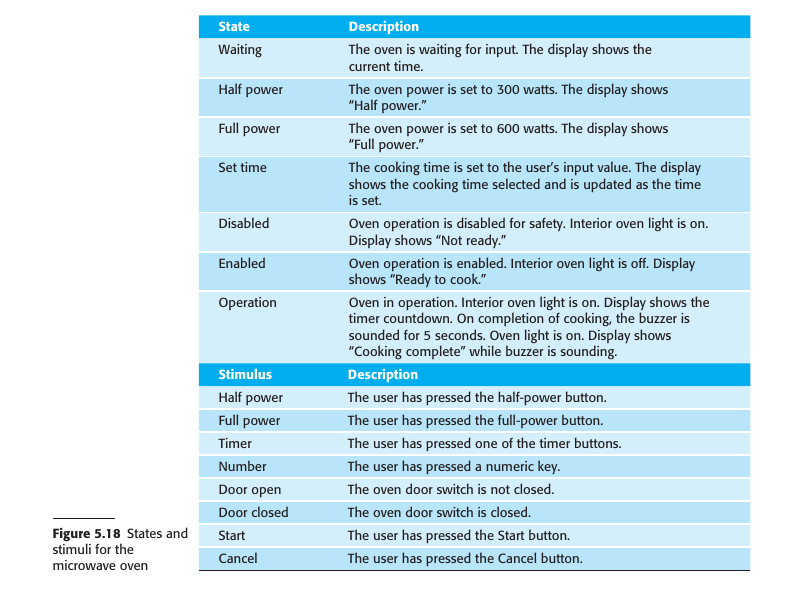 State Description
Waiting The oven is waiting for input. The display shows the
current time.
Half power The oven power is set to 300 watts. The display shows
“Half power.”
Full power The oven power is set to 600 watts. The display shows
“Full power.”
Set time The cooking time is set to the user’s input value. The display
shows the cooking time selected and is updated as the time
is set.
Disabled Oven operation is disabled for safety. Interior oven light is on.
Display shows “Not ready.”
Enabled Oven operation is enabled. Interior oven light is off. Display
shows “Ready to cook.”
Operation Oven in operation. Interior oven light is on. Display shows the
timer countdown. On completion of cooking, the buzzer is
sounded for 5 seconds. Oven light is on. Display shows
“Cooking complete” while buzzer is sounding.
Stimulus Description
Half power The user has pressed the half-power button.
Full power The user has pressed the full-power button.
Timer The user has pressed one of the timer buttons.
Number The user has pressed a numeric key.
Door open The oven door switch is not closed.
Door closed The oven door switch is closed.
Start The user has pressed the Start button.
Cancel The user has pressed the Cancel button.
Figure 5.18 States and
stimuli for the
microwave oven